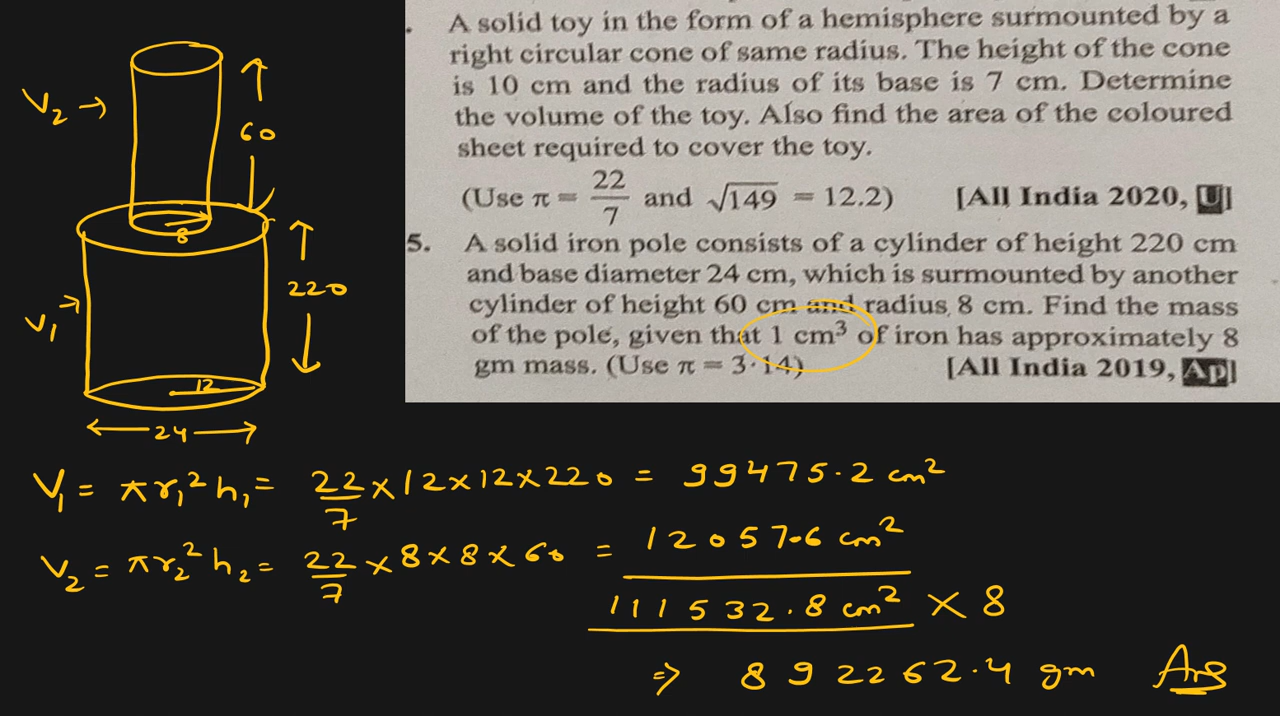 . A solid toy in the form of a hemisphere surmounted by a
right circular cone of same radius. The height of the cone
is 10 cm and the radius of its base is 7 cm. Determine
the volume of the toy. Also find the area of the coloured
sheet required to cover the toy.
(Use π = 22/7 and √149 = 12.2) [All India 2020, U]
5. A solid iron pole consists of a cylinder of height 220 cm
and base diameter 24 cm, which is surmounted by another
cylinder of height 60 cm and radius 8 cm. Find the mass
of the pole, given that 1 cm³ of iron has approximately 8
gm mass. (Use π = 3·14) [All India 2019, Ap]
V₂ →
60
8
220
V₁ →
12
24
V₁ = πr₁²h₁ = 22/7 × 12 × 12 × 220 = 99475.2 cm²
V₂ = πr₂²h₂ = 22/7 × 8 × 8 × 60 = 12057.6 cm²
111532.8 cm² × 8
⇒ 892262.4 gm Ans